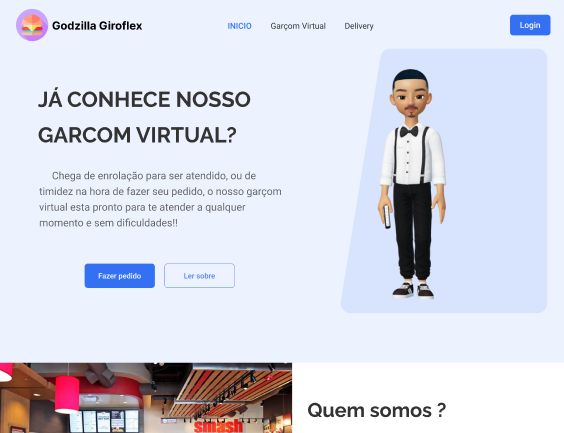 Godzilla Giroflex
INICIO
Garçom Virtual
Delivery
Login
JÁ CONHECE NOSSO
GARCOM VIRTUAL?
Chega de enrolação para ser atendido, ou de
timidez na hora de fazer seu pedido, o nosso garçom
virtual esta pronto para te atender a qualquer
momento e sem dificuldades!!
Fazer pedido
Ler sobre
smash
Quem somos ?